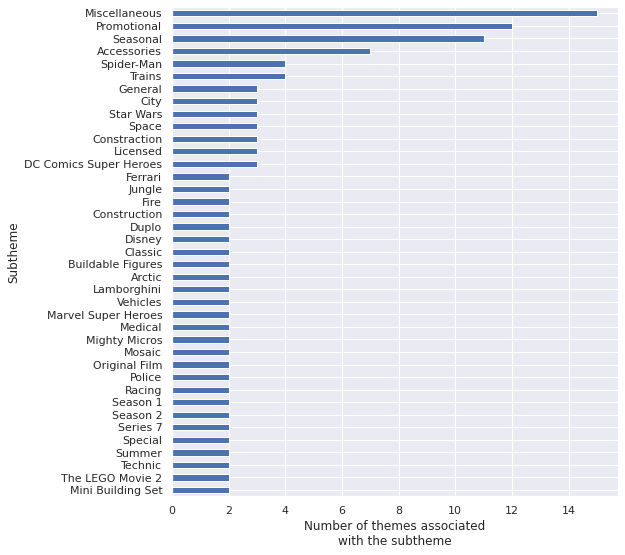 Miscellaneous
Promotional
Seasonal
Accessories
Spider-Man
Trains
General
City
Star Wars
Space
Constraction
Licensed
DC Comics Super Heroes
Ferrari
Jungle
Fire
Construction
Duplo
Disney
Classic
Buildable Figures
Arctic
Lamborghini
Vehicles
Marvel Super Heroes
Medical
Mighty Micros
Mosaic
Original Film
Police
Racing
Season 1
Season 2
Series 7
Special
Summer
Technic
The LEGO Movie 2
Mini Building Set
Subtheme
0 2 4 6 8 10 12 14
Number of themes associated
with the subtheme